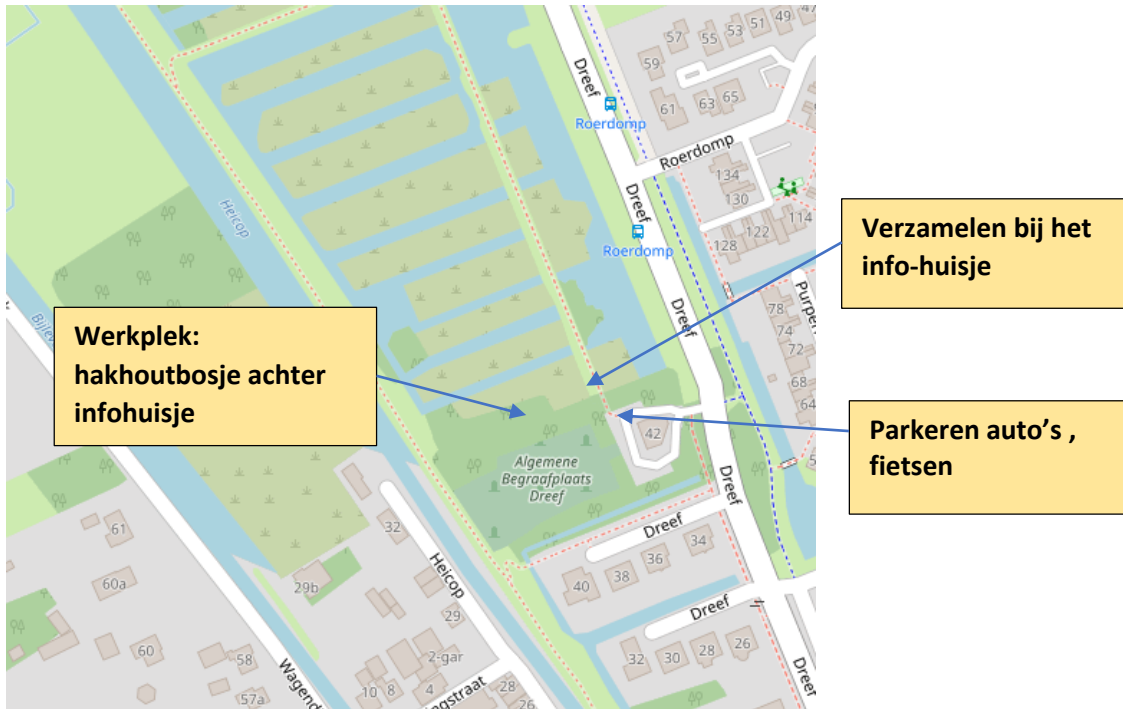 47
51
53
55
57
59
Dreef
61
63
65
Roerdomp
Roerdomp
134
130
Dreef
114
122
Roerdomp
128
Heicop
Verzamelen bij het
info-huisje
Dreef
78
74
72
68
64
Werkplek:
hakhoutbosje achter
infohuisje
Parkeren auto's ,
fietsen
42
Algemene
Begraafplaats
Dreef
Dreef
32
Dreef
34
36
38
40
61
Heicop
60a
29b
29
Dreef
26
28
30
32
60
58
2-gar
57a
10
8
4
28
26
Dreef